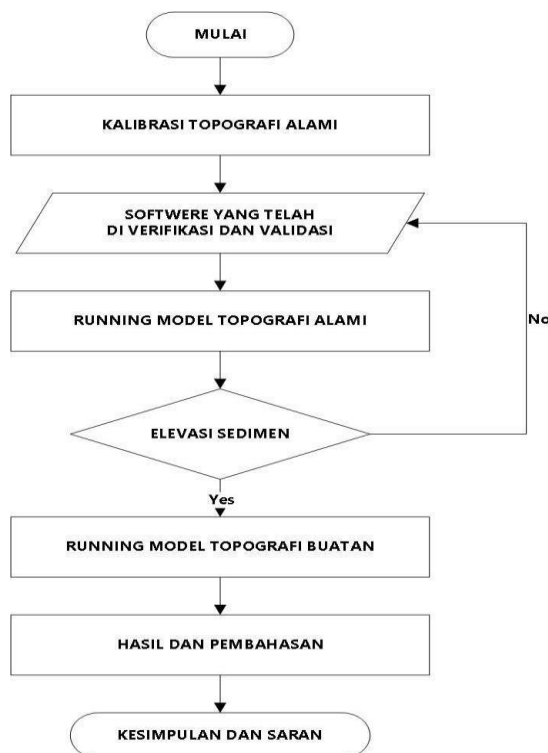 MULAI
KALIBRASI TOPOGRAFI ALAMI
SOFTWERE YANG TELAH
DI VERIFIKASI DAN VALIDASI
RUNNING MODEL TOPOGRAFI ALAMI
No
ELEVASI SEDIMEN
Yes
RUNNING MODEL TOPOGRAFI BUATAN
HASIL DAN PEMBAHASAN
KESIMPULAN DAN SARAN